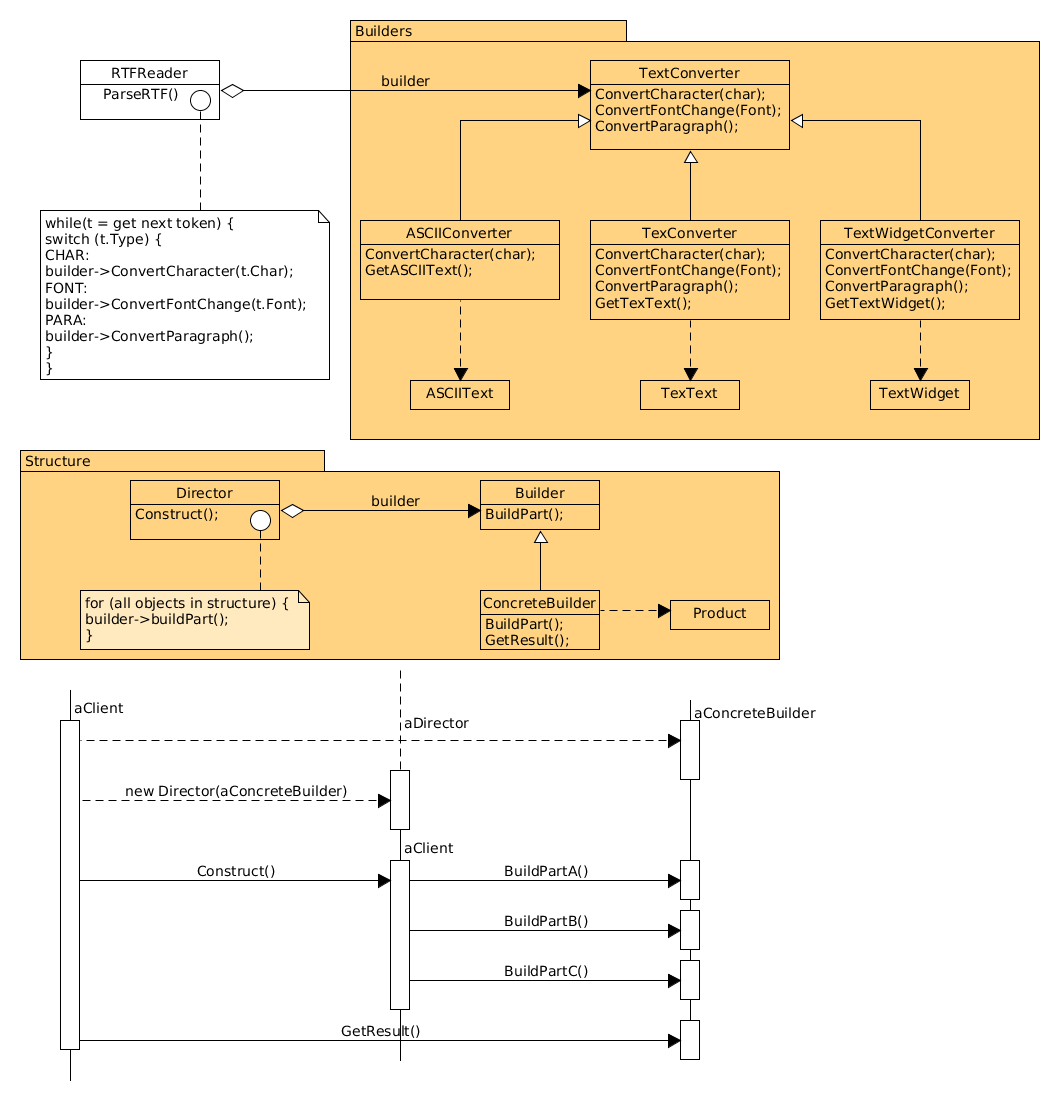 Builders
RTFReader
ParseRTF()
builder
TextConverter
ConvertCharacter(char);
ConvertFontChange(Font);
ConvertParagraph();
while(t = get next token) {
switch (t.Type) {
CHAR:
builder->ConvertCharacter(t.Char);
FONT:
builder->ConvertFontChange(t.Font);
PARA:
builder->ConvertParagraph();
}
}
ASCIIConverter
ConvertCharacter(char);
GetASCIIText();
TexConverter
ConvertCharacter(char);
ConvertFontChange(Font);
ConvertParagraph();
GetTexText();
TextWidgetConverter
ConvertCharacter(char);
ConvertFontChange(Font);
ConvertParagraph();
GetTextWidget();
ASCIIText
TexText
TextWidget
Structure
Director
Construct();
builder
Builder
BuildPart();
for (all objects in structure) {
builder->buildPart();
}
ConcreteBuilder
BuildPart();
GetResult();
Product
aClient
aDirector
aConcreteBuilder
new Director(aConcreteBuilder)
aClient
Construct()
BuildPartA()
BuildPartB()
BuildPartC()
GetResult()